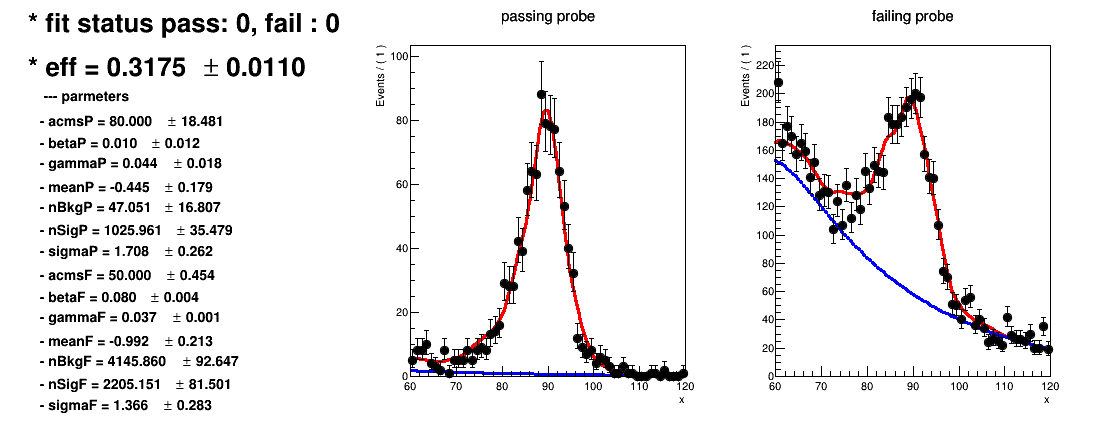 * fit status pass: 0, fail : 0
* eff = 0.3175 ± 0.0110
--- parmeters
- acmsP = 80.000 ± 18.481
- betaP = 0.010 ± 0.012
- gammaP = 0.044 ± 0.018
- meanP = -0.445 ± 0.179
- nBkgP = 47.051 ± 16.807
- nSigP = 1025.961 ± 35.479
- sigmaP = 1.708 ± 0.262
- acmsF = 50.000 ± 0.454
- betaF = 0.080 ± 0.004
- gammaF = 0.037 ± 0.001
- meanF = -0.992 ± 0.213
- nBkgF = 4145.860 ± 92.647
- nSigF = 2205.151 ± 81.501
- sigmaF = 1.366 ± 0.283
passing probe
Events / ( 1 )
100
80
60
40
20
0
60 70 80 90 100 110 120
x
failing probe
Events / ( 1 )
220
200
180
160
140
120
100
80
60
40
20
0
60 70 80 90 100 110 120
x